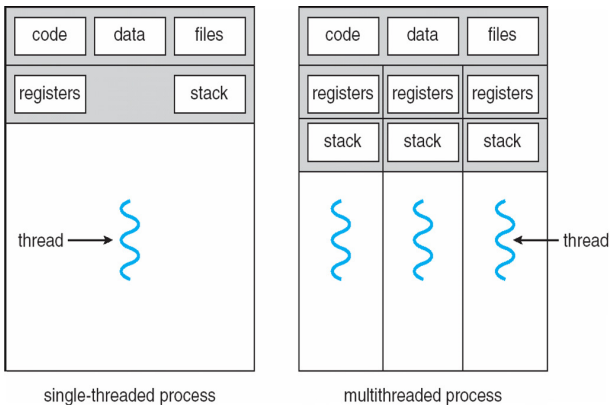 code data files
registers stack
thread
single-threaded process
code data files
registers registers registers
stack stack stack
thread
multithreaded process